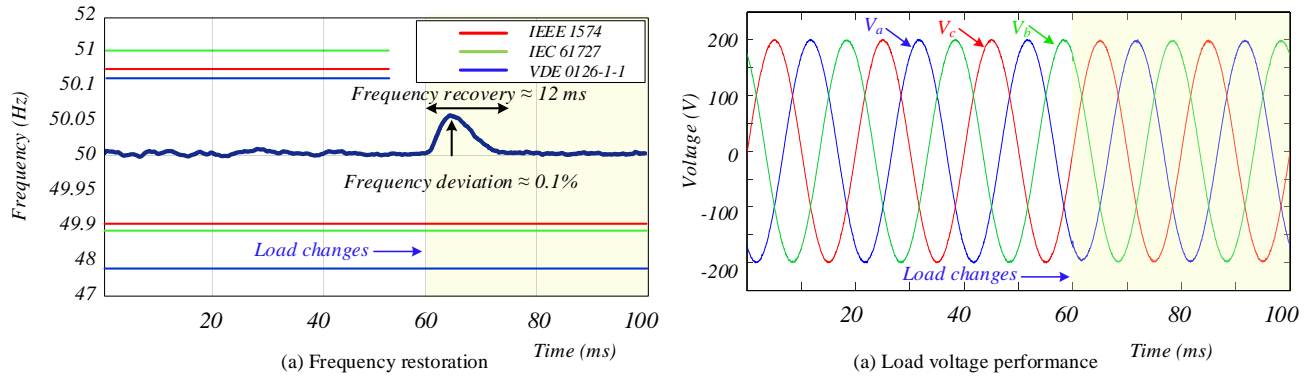 52
51
50.1
50.05
50
49.95
49.9
48
47
Frequency (Hz)
IEEE 1574
IEC 61727
VDE 0126-1-1
Frequency recovery ≈ 12 ms
Frequency deviation ≈ 0.1%
Load changes
20
40
60
80
100
Time (ms)
(a) Frequency restoration
200
100
0
-100
-200
Voltage (V)
Va
Vc
Vb
Load changes
20
40
60
80
100
Time (ms)
(a) Load voltage performance